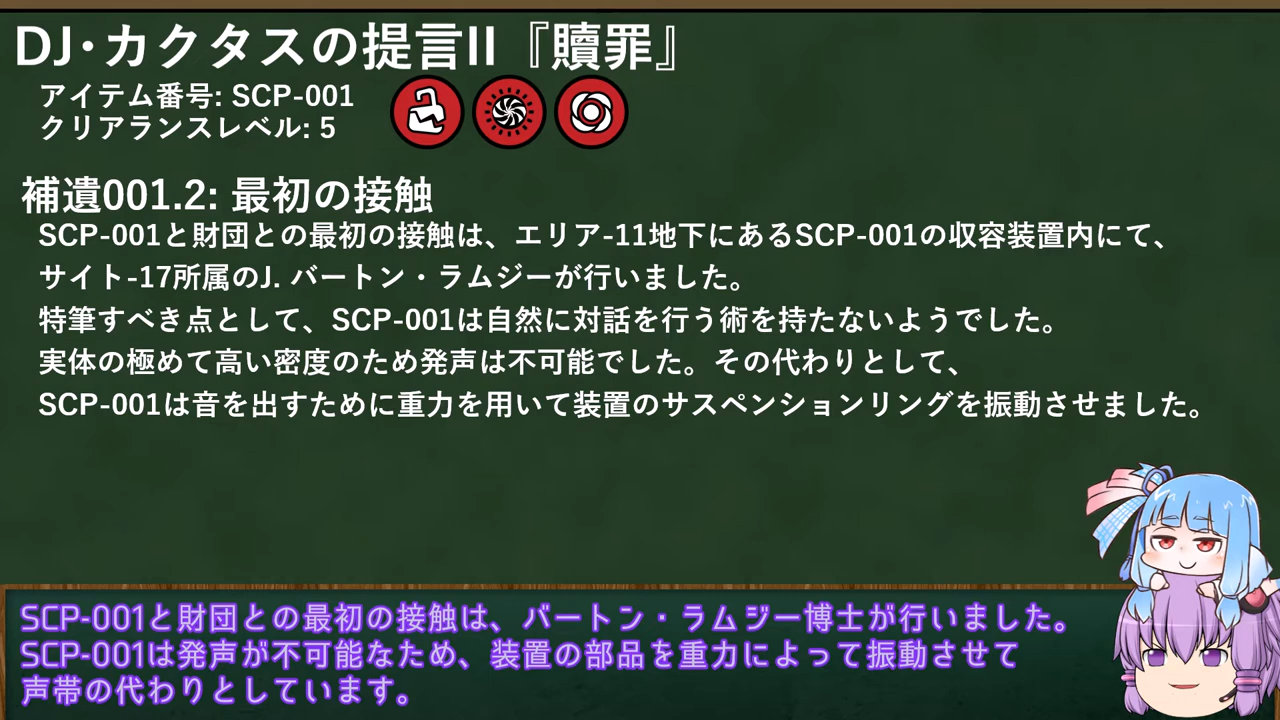 DJ･カクタスの提言II『贖罪』
アイテム番号: SCP-001
クリアランスレベル: 5
補遺001.2: 最初の接触
SCP-001と財団との最初の接触は、エリア-11地下にあるSCP-001の収容装置内にて、
サイト-17所属のJ. バートン・ラムジーが行いました。
特筆すべき点として、SCP-001は自然に対話を行う術を持たないようでした。
実体の極めて高い密度のため発声は不可能でした。その代わりとして、
SCP-001は音を出すために重力を用いて装置のサスペンションリングを振動させました。
SCP-001と財団との最初の接触は、バートン・ラムジー博士が行いました。
SCP-001は発声が不可能なため、装置の部品を重力によって振動させて
声帯の代わりとしています。